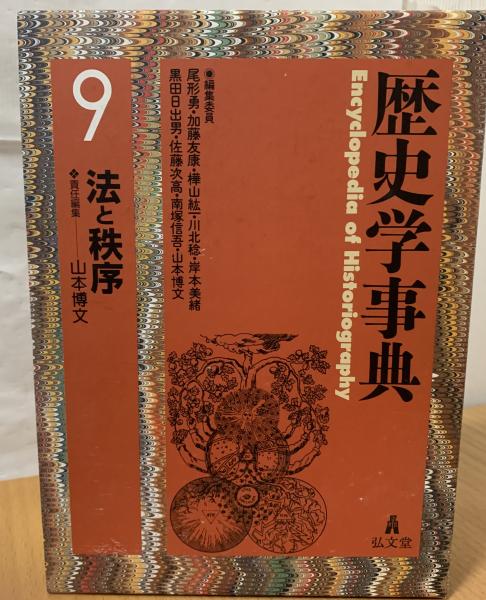 歴史学事典
Encyclopedia of Historiography
●編集委員
尾形勇・加藤友康・樺山紘一・川北稔・岸本美緒
黒田日出男・佐藤次高・南塚信吾・山本博文
9
法と秩序
❖責任編集――山本博文
弘文堂